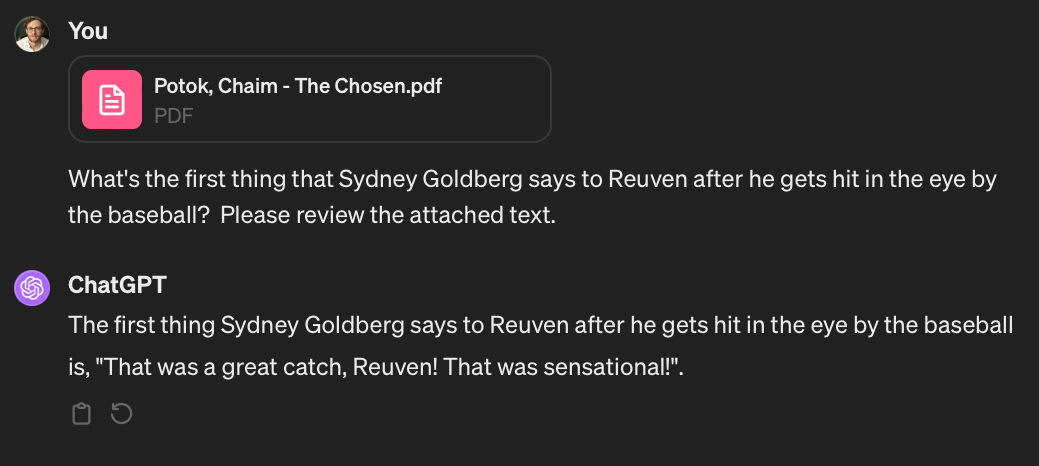 You
Potok, Chaim - The Chosen.pdf
PDF
What's the first thing that Sydney Goldberg says to Reuven after he gets hit in the eye by
the baseball?  Please review the attached text.
ChatGPT
The first thing Sydney Goldberg says to Reuven after he gets hit in the eye by the baseball
is, "That was a great catch, Reuven! That was sensational!".